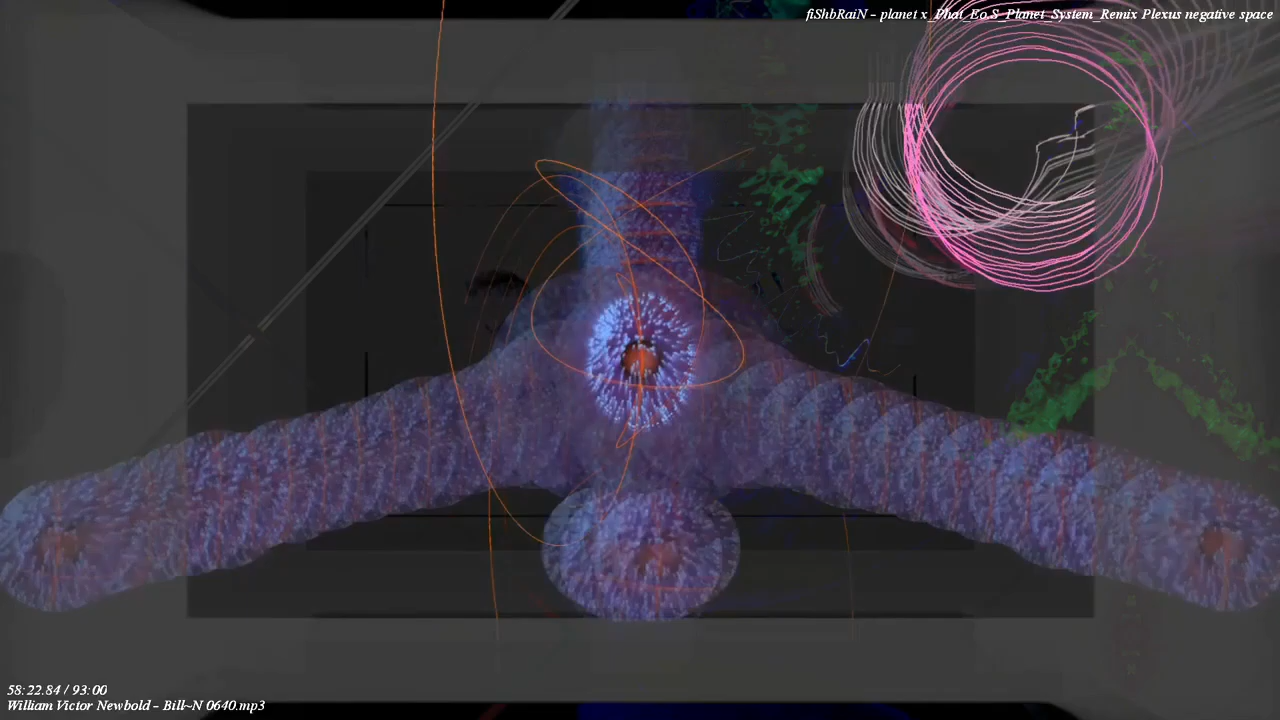 fiShbRaiN - planet x_Phat_Eo.S_Planet_System_Remix Plexus negative space
58:22.84 / 93:00
William Victor Newbold - Bill~N 0640.mp3